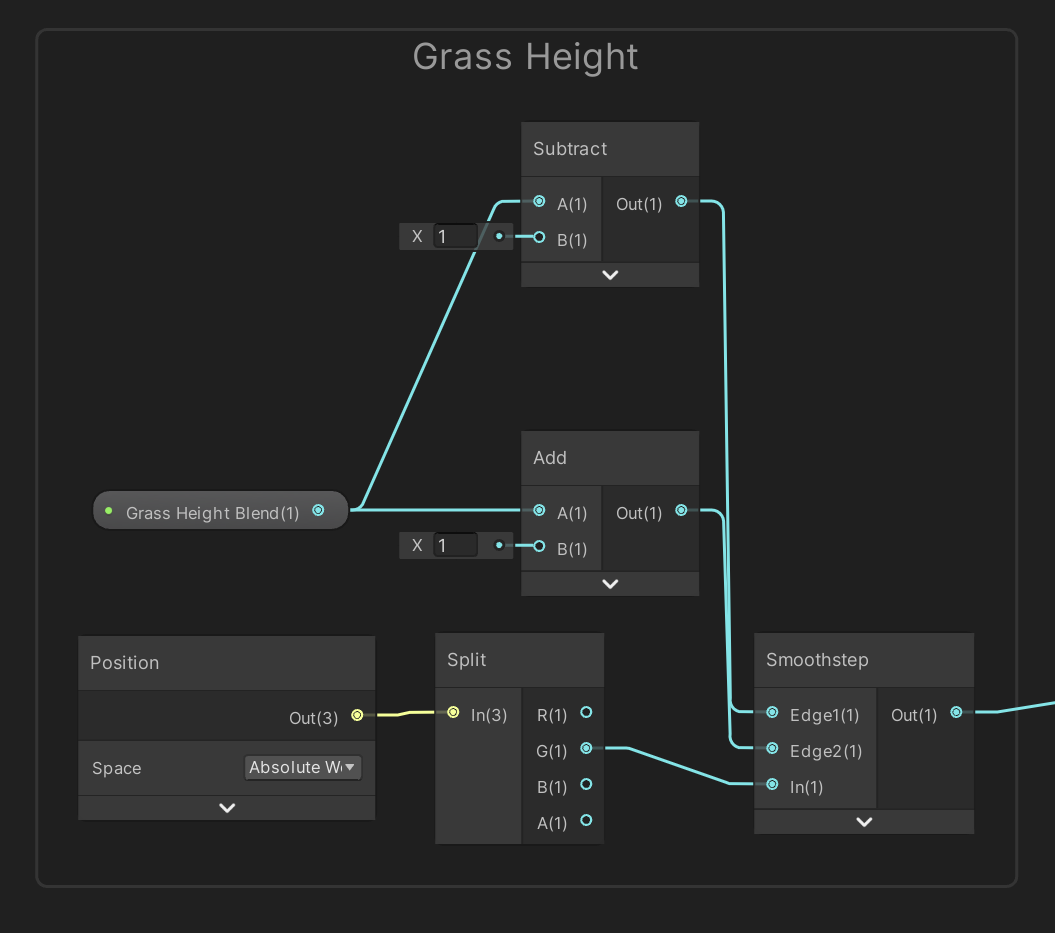 Grass Height
Subtract
A(1) Out(1)
X 1
B(1)
Add
Grass Height Blend(1)
A(1) Out(1)
X 1
B(1)
Position
Out(3)
Space Absolute W
Split
In(3) R(1)
G(1)
B(1)
A(1)
Smoothstep
Edge1(1) Out(1)
Edge2(1)
In(1)